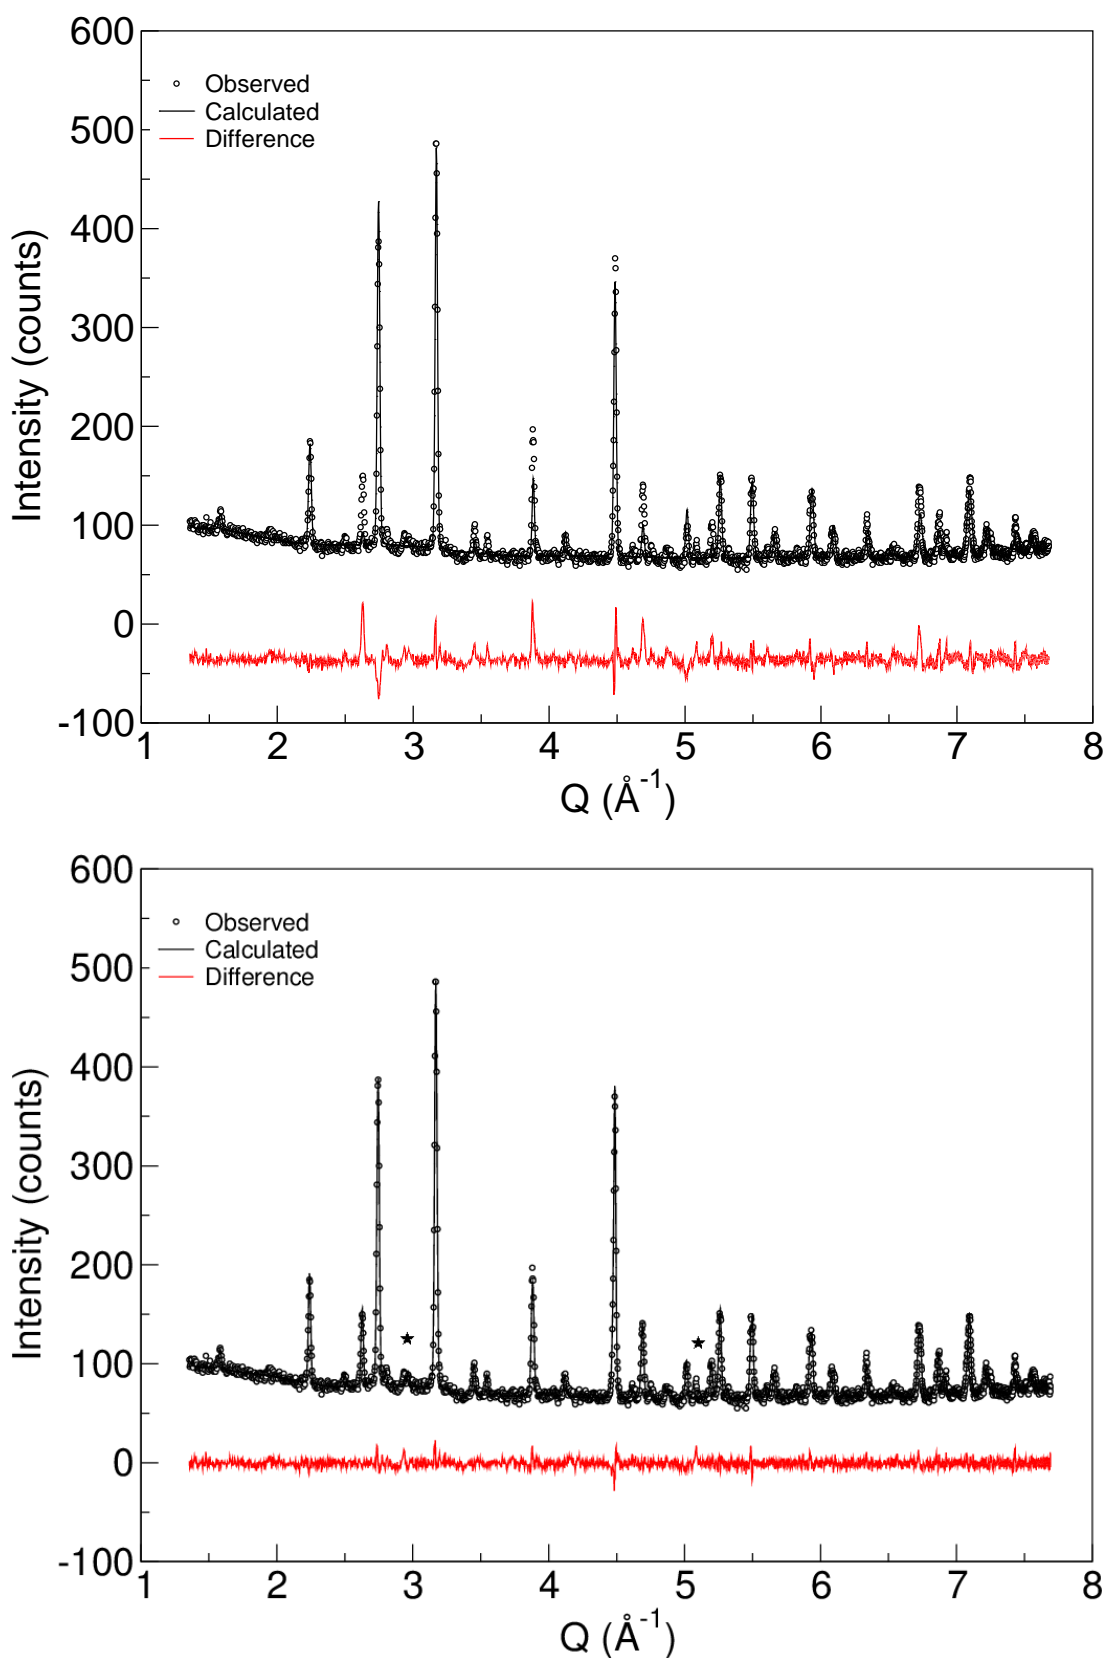 600
500
400
300
200
100
0
-100
Intensity (counts)
Observed
Calculated
Difference
1 2 3 4 5 6 7 8
Q (Å⁻¹)
600
500
400
300
200
100
0
-100
Intensity (counts)
Observed
Calculated
Difference
1 2 3 4 5 6 7 8
Q (Å⁻¹)